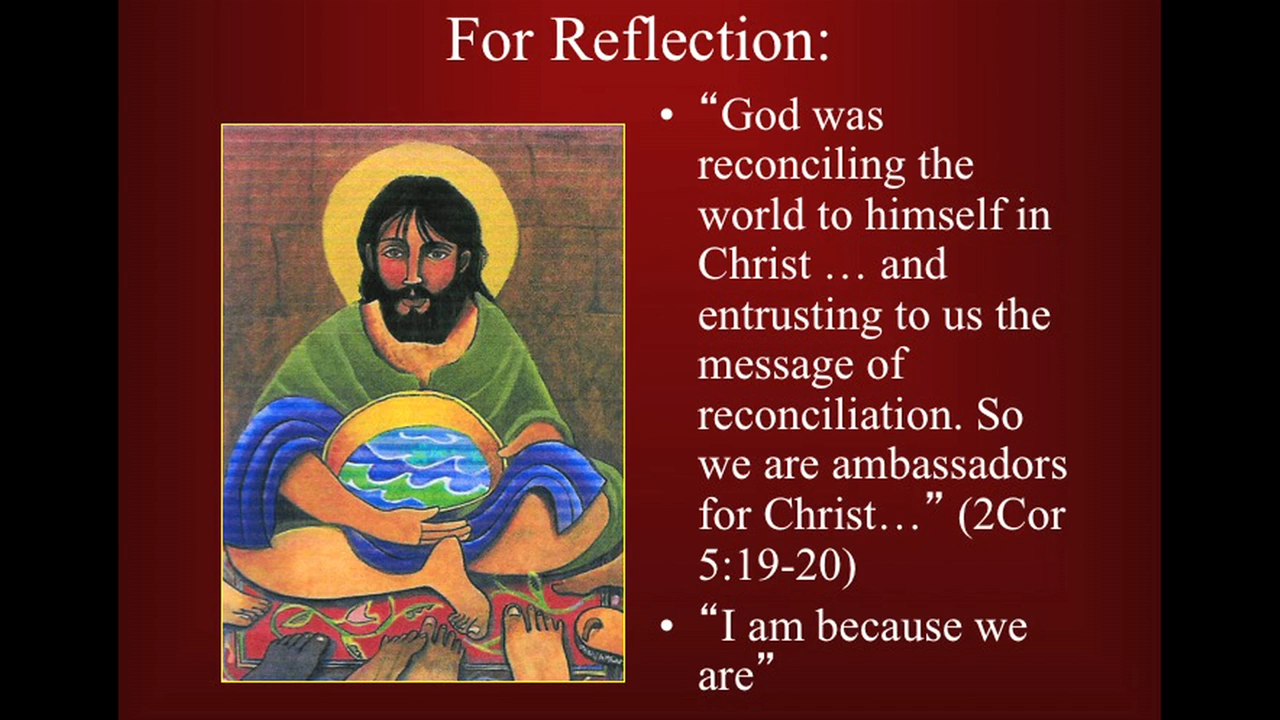 For Reflection:
• “God was
reconciling the
world to himself in
Christ … and
entrusting to us the
message of
reconciliation. So
we are ambassadors
for Christ…” (2Cor
5:19-20)
• “I am because we
are”